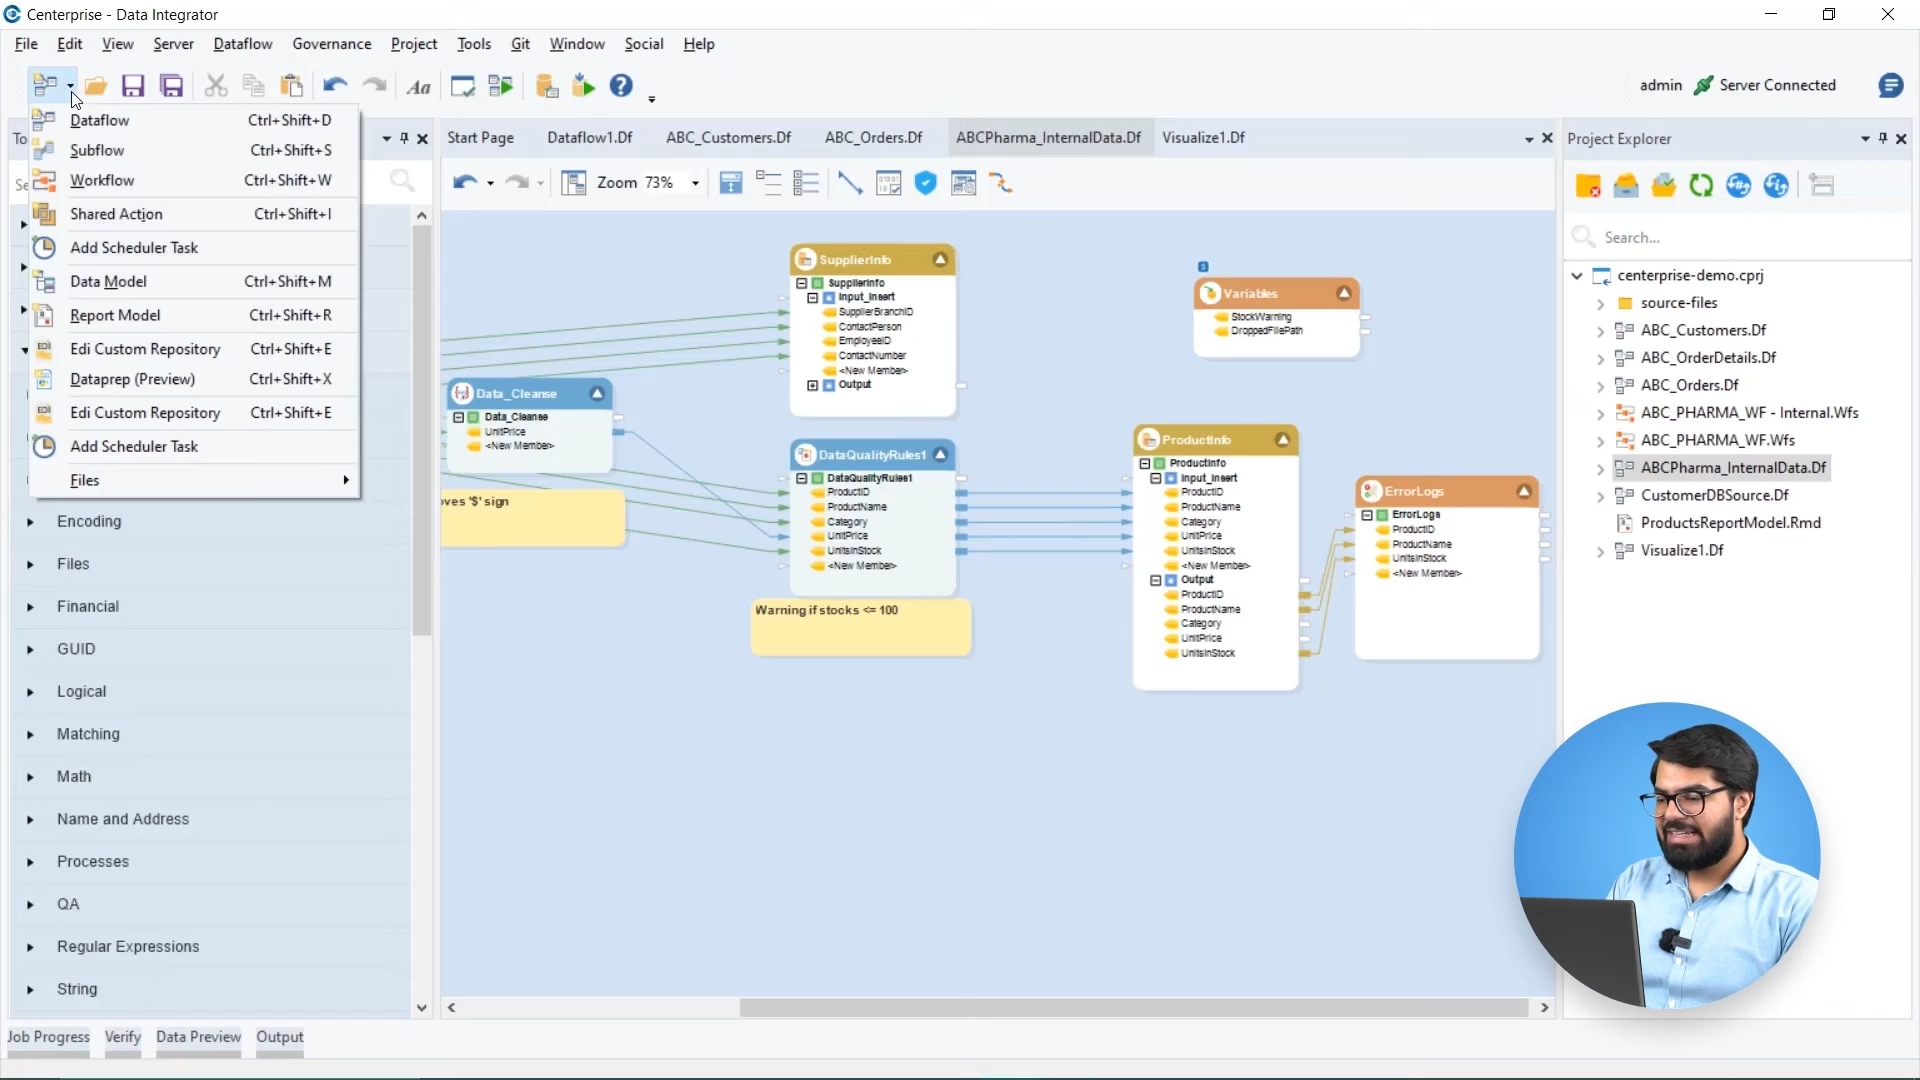 Centerprise - Data Integrator
File Edit View Server Dataflow Governance Project Tools Git Window Social Help
Aa
admin Server Connected
Dataflow Ctrl+Shift+D
Subflow Ctrl+Shift+S
Workflow Ctrl+Shift+W
Shared Action Ctrl+Shift+I
Add Scheduler Task
Data Model Ctrl+Shift+M
Report Model Ctrl+Shift+R
Edi Custom Repository Ctrl+Shift+E
Dataprep (Preview) Ctrl+Shift+X
Edi Custom Repository Ctrl+Shift+E
Add Scheduler Task
Files
Encoding
Files
Financial
GUID
Logical
Matching
Math
Name and Address
Processes
QA
Regular Expressions
String
Start Page Dataflow1.Df ABC_Customers.Df ABC_Orders.Df ABCPharma_InternalData.Df Visualize1.Df
Zoom 73%
SupplierInfo
SupplierInfo
Input_Insert
SupplierBranchID
ContactPerson
EmployeeID
ContactNumber
<New Member>
Output
Variables
StockWarning
DroppedFilePath
Data_Cleanse
Data_Cleanse
UnitPrice
<New Member>
oves '$' sign
DataQualityRules1
DataQualityRules1
ProductID
ProductName
Category
UnitPrice
UnitsInStock
<New Member>
Warning if stocks <= 100
ProductInfo
ProductInfo
Input_Insert
ProductID
ProductName
Category
UnitPrice
UnitsInStock
<New Member>
Output
ProductID
ProductName
Category
UnitPrice
UnitsInStock
ErrorLogs
ErrorLogs
ProductID
ProductName
UnitsInStock
<New Member>
Project Explorer
Search...
centerprise-demo.cprj
source-files
ABC_Customers.Df
ABC_OrderDetails.Df
ABC_Orders.Df
ABC_PHARMA_WF - Internal.Wfs
ABC_PHARMA_WF.Wfs
ABCPharma_InternalData.Df
CustomerDBSource.Df
ProductsReportModel.Rmd
Visualize1.Df
Job Progress Verify Data Preview Output